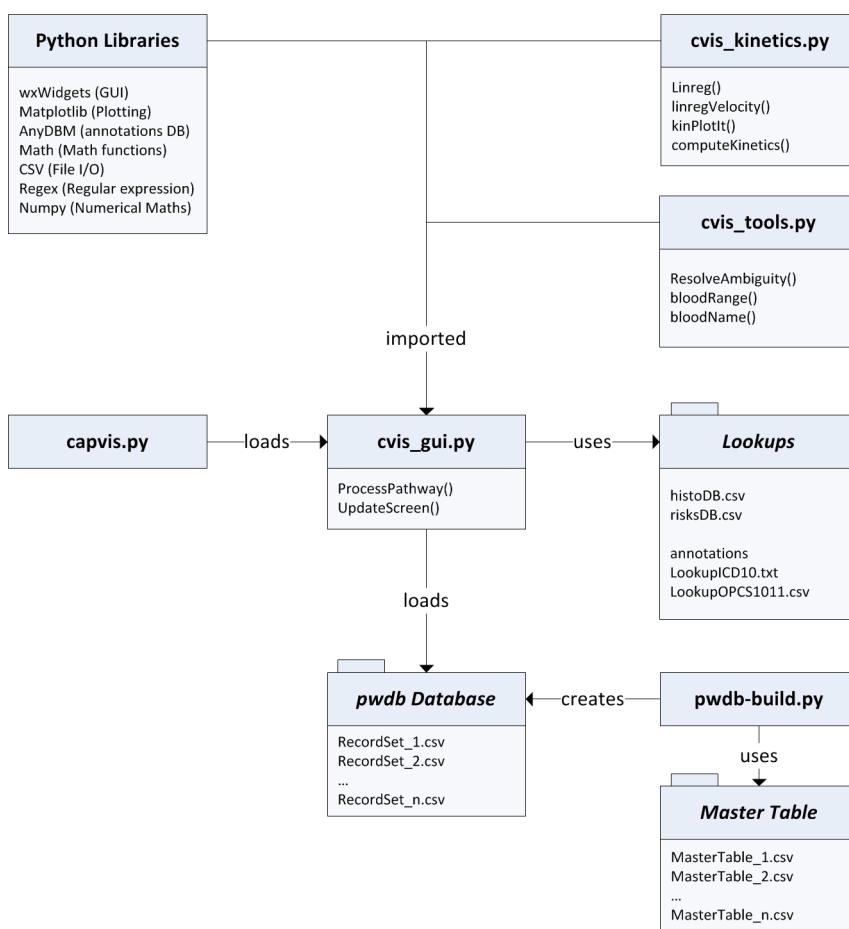 Python Libraries
wxWidgets (GUI)
Matplotlib (Plotting)
AnyDBM (annotations DB)
Math (Math functions)
CSV (File I/O)
Regex (Regular expression)
Numpy (Numerical Maths)
cvis_kinetics.py
Linreg()
linregVelocity()
kinPlotIt()
computeKinetics()
cvis_tools.py
ResolveAmbiguity()
bloodRange()
bloodName()
imported
capvis.py
loads
cvis_gui.py
ProcessPathway()
UpdateScreen()
uses
Lookups
histoDB.csv
risksDB.csv
annotations
LookupICD10.txt
LookupOPCS1011.csv
loads
pwdb Database
RecordSet_1.csv
RecordSet_2.csv
...
RecordSet_n.csv
creates
pwdb-build.py
uses
Master Table
MasterTable_1.csv
MasterTable_2.csv
...
MasterTable_n.csv